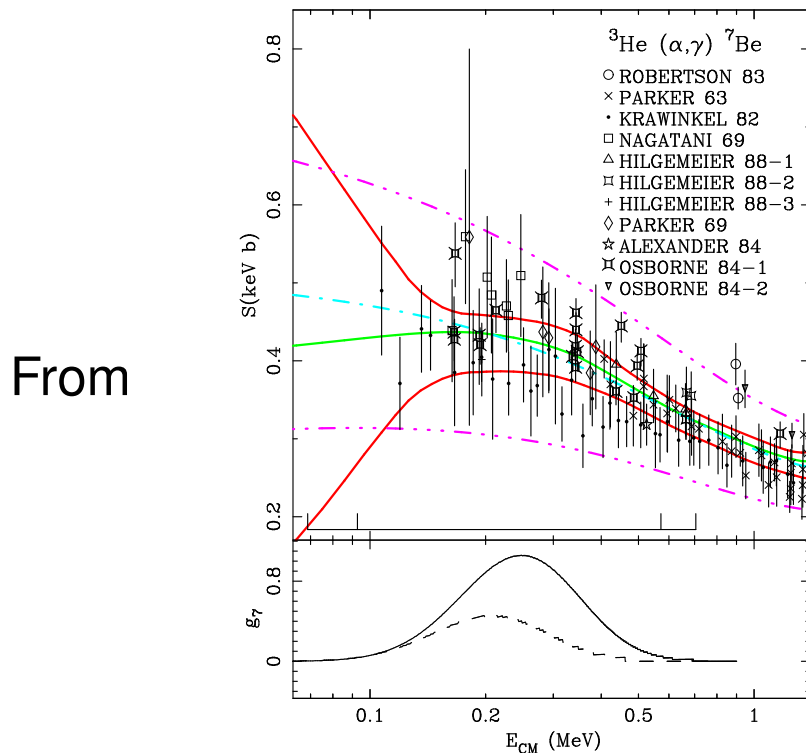 From
³He (α,γ) ⁷Be
ROBERTSON 83
PARKER 63
KRAWINKEL 82
NAGATANI 69
HILGEMEIER 88-1
HILGEMEIER 88-2
HILGEMEIER 88-3
PARKER 69
ALEXANDER 84
OSBORNE 84-1
OSBORNE 84-2
S(keV b)
0.8
0.6
0.4
0.2
g₇
0.8
0
0.1
0.2
0.5
1
E_CM (MeV)